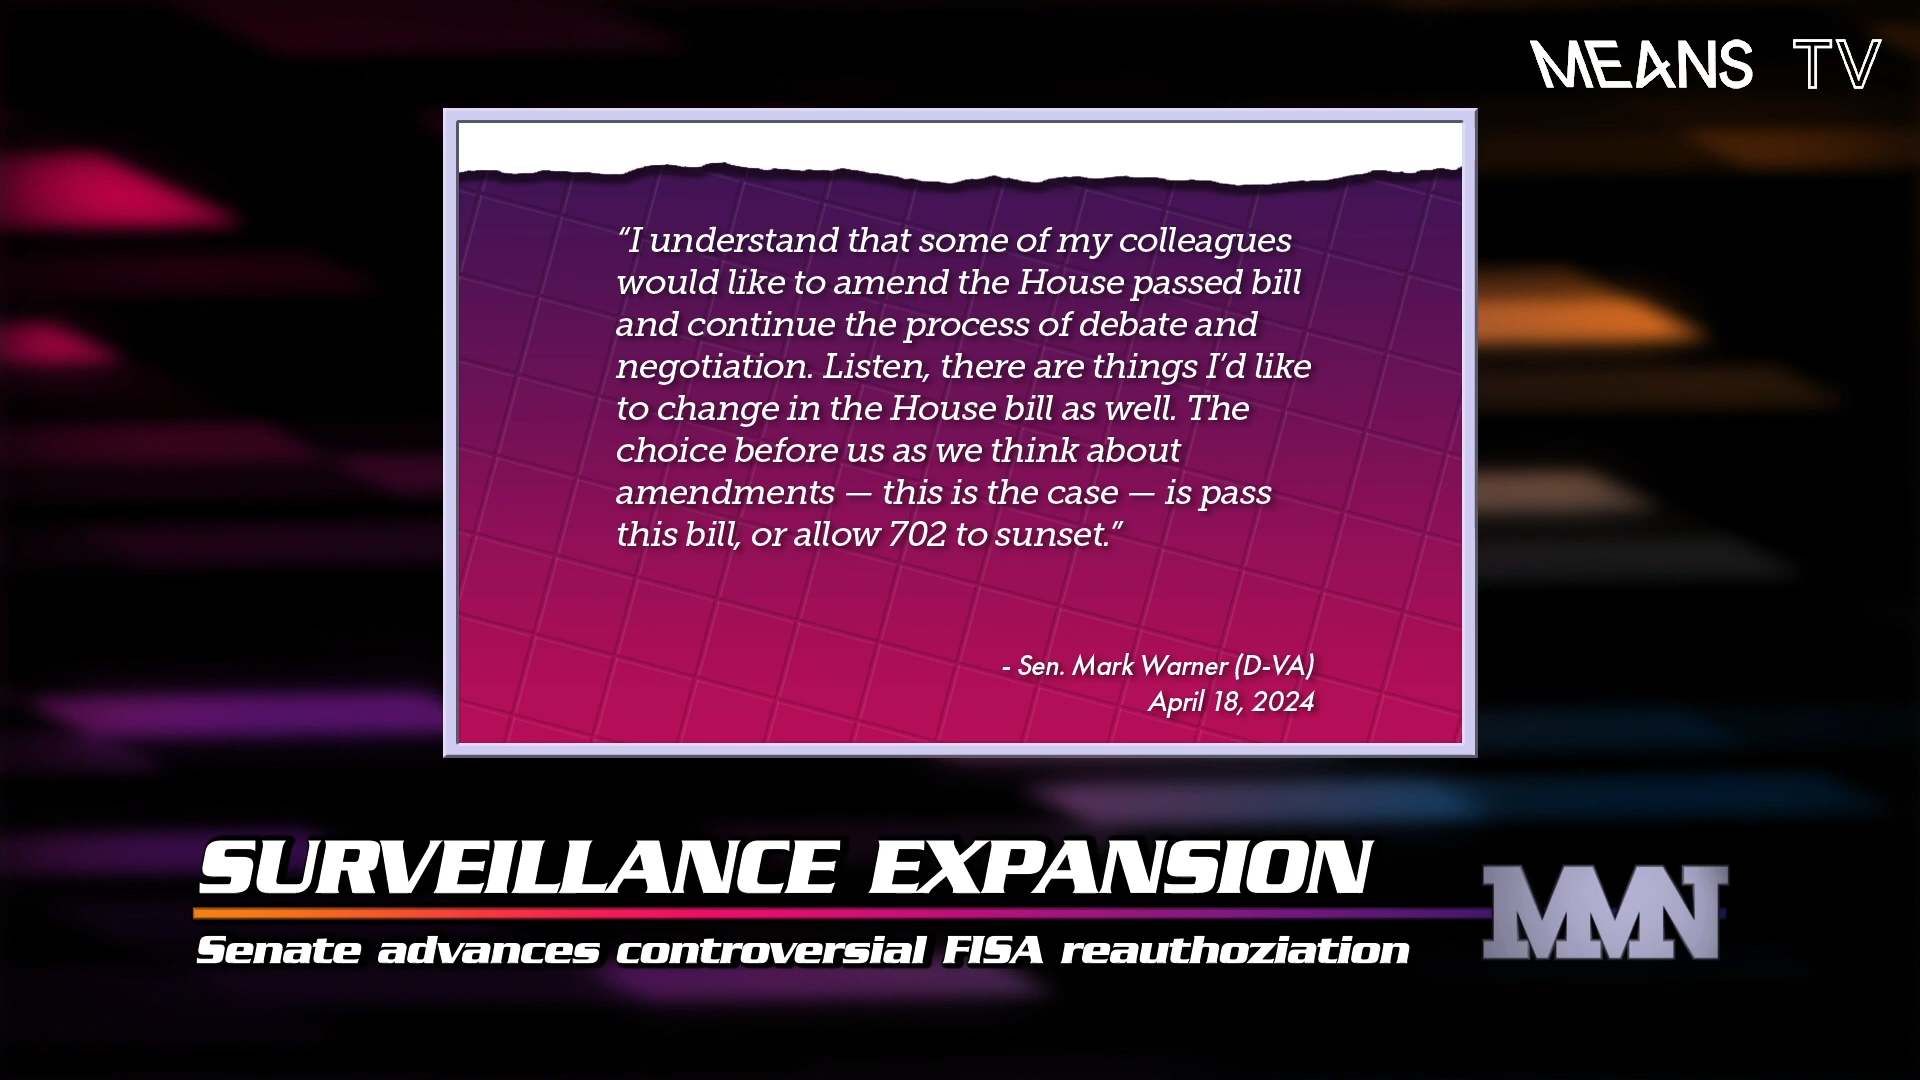 MEANS TV
“I understand that some of my colleagues
would like to amend the House passed bill
and continue the process of debate and
negotiation. Listen, there are things I’d like
to change in the House bill as well. The
choice before us as we think about
amendments — this is the case — is pass
this bill, or allow 702 to sunset.”
- Sen. Mark Warner (D-VA)
April 18, 2024
SURVEILLANCE EXPANSION
Senate advances controversial FISA reauthoziation
MMN